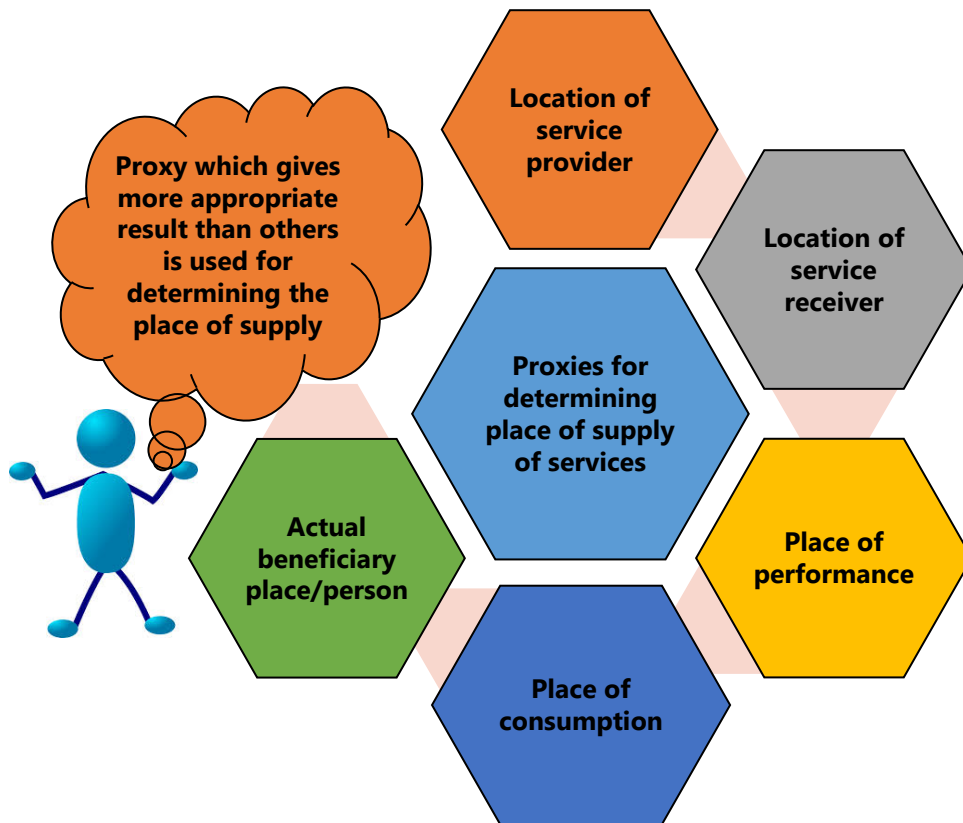 Proxy which gives
more appropriate
result than others
is used for
determining the
place of supply
Location of
service
provider
Location of
service
receiver
Proxies for
determining
place of supply
of services
Actual
beneficiary
place/person
Place of
performance
Place of
consumption